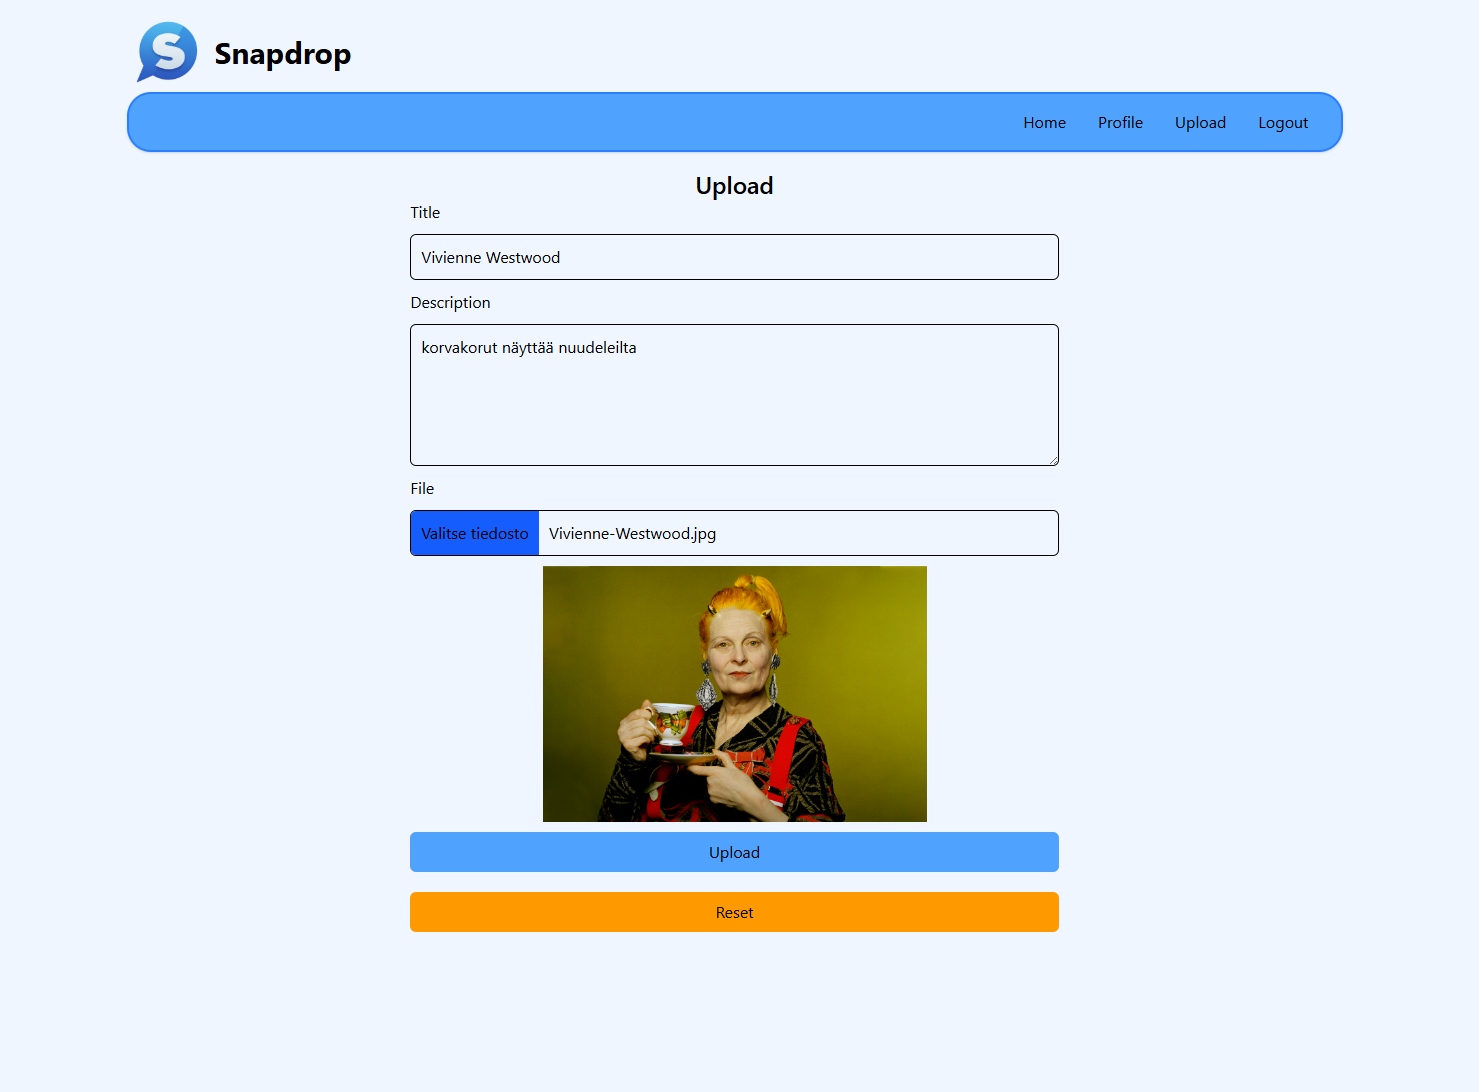 S
Snapdrop
Home Profile Upload Logout
Upload
Title
Vivienne Westwood
Description
korvakorut näyttää nuudeleilta
File
Valitse tiedosto Vivienne-Westwood.jpg
Upload
Reset